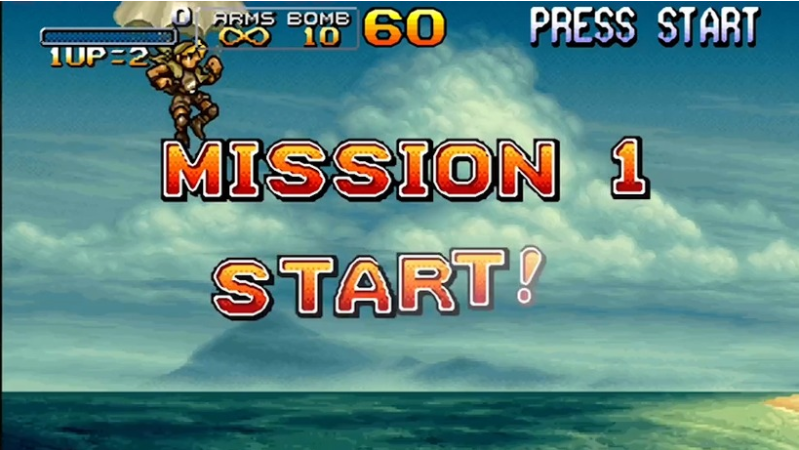 0 ARMS BOMB 60 PRESS START
∞ 10
1UP=2
MISSION 1
START!